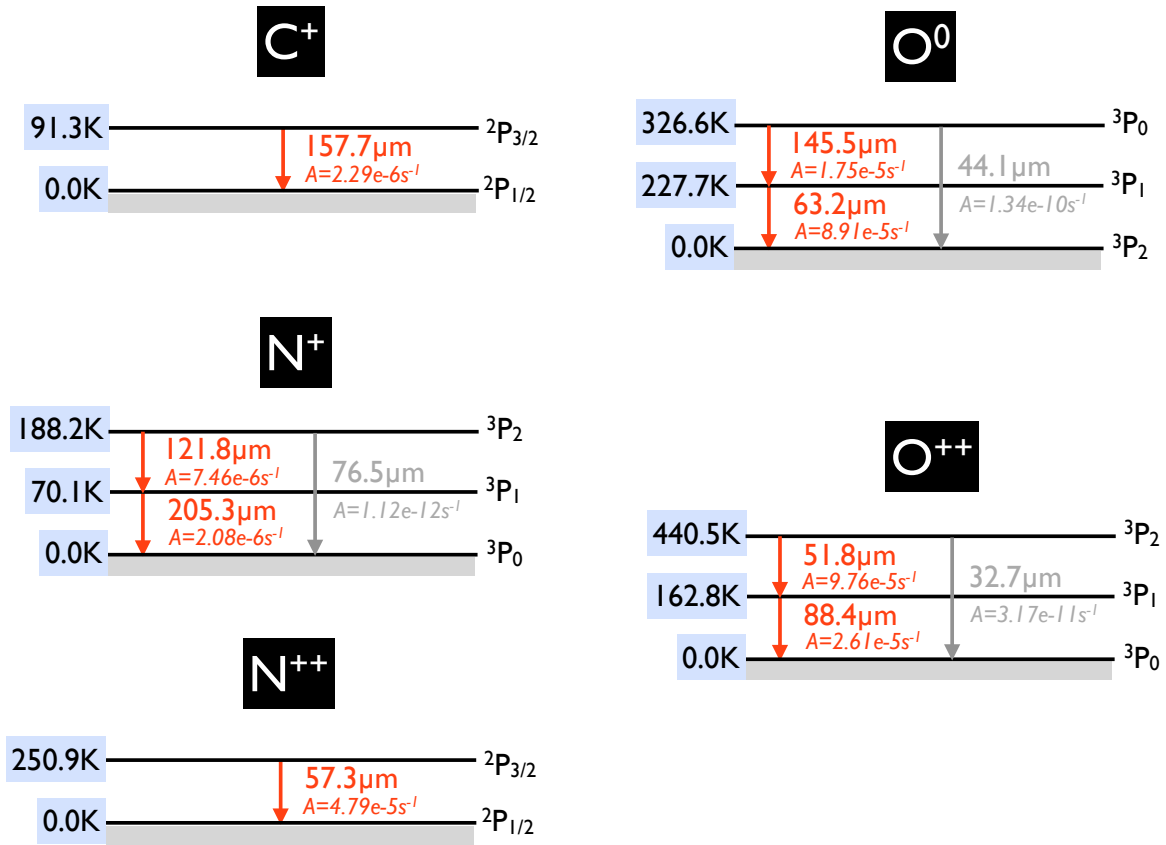 C⁺
91.3K
²P₃/₂
157.7µm
A=2.29e-6s⁻¹
0.0K
²P₁/₂
O⁰
326.6K
³P₀
145.5µm
A=1.75e-5s⁻¹
44.1µm
A=1.34e-10s⁻¹
227.7K
³P₁
63.2µm
A=8.91e-5s⁻¹
0.0K
³P₂
N⁺
188.2K
³P₂
121.8µm
A=7.46e-6s⁻¹
76.5µm
A=1.12e-12s⁻¹
70.1K
³P₁
205.3µm
A=2.08e-6s⁻¹
0.0K
³P₀
O⁺⁺
440.5K
³P₂
51.8µm
A=9.76e-5s⁻¹
32.7µm
A=3.17e-11s⁻¹
162.8K
³P₁
88.4µm
A=2.61e-5s⁻¹
0.0K
³P₀
N⁺⁺
250.9K
²P₃/₂
57.3µm
A=4.79e-5s⁻¹
0.0K
²P₁/₂